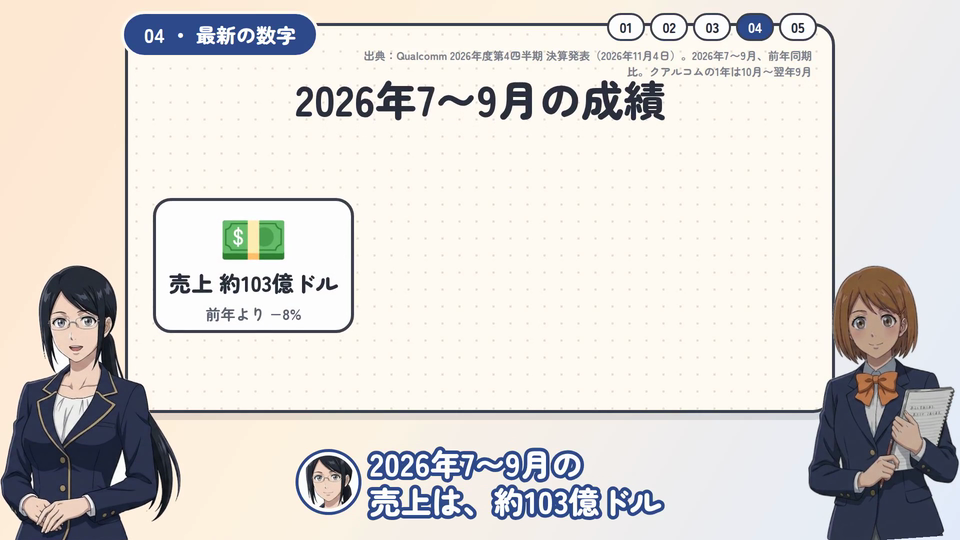 04 ・ 最新の数字
01 02 03 04 05
出典：Qualcomm 2026年度第4四半期 決算発表（2026年11月4日）。2026年7〜9月、前年同期
比。クアルコムの1年は10月〜翌年9月
2026年7〜9月の成績
$
売上 約103億ドル
前年より −8%
2026年7〜9月の
売上は、約103億ドル